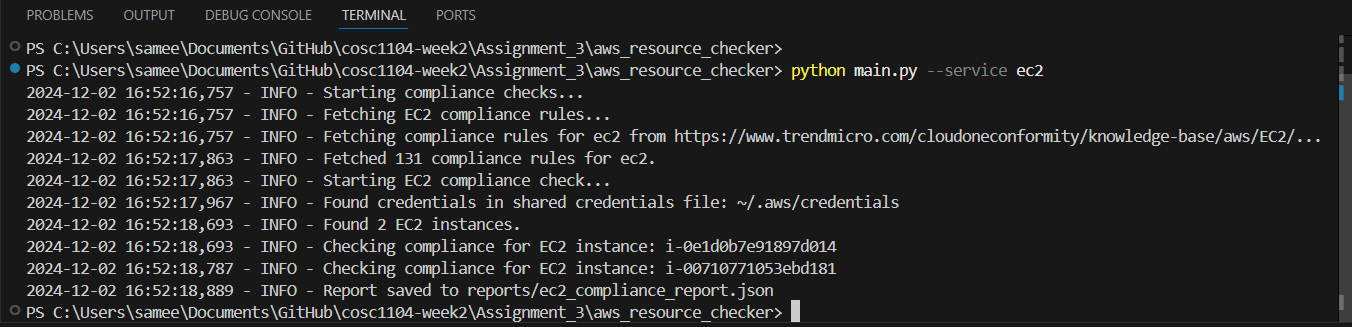 PROBLEMS OUTPUT DEBUG CONSOLE TERMINAL PORTS
PS C:\Users\samee\Documents\GitHub\cosc1104-week2\Assignment_3\aws_resource_checker>
PS C:\Users\samee\Documents\GitHub\cosc1104-week2\Assignment_3\aws_resource_checker> python main.py --service ec2
2024-12-02 16:52:16,757 - INFO - Starting compliance checks...
2024-12-02 16:52:16,757 - INFO - Fetching EC2 compliance rules...
2024-12-02 16:52:16,757 - INFO - Fetching compliance rules for ec2 from https://www.trendmicro.com/cloudoneconformity/knowledge-base/aws/EC2/...
2024-12-02 16:52:17,863 - INFO - Fetched 131 compliance rules for ec2.
2024-12-02 16:52:17,863 - INFO - Starting EC2 compliance check...
2024-12-02 16:52:17,967 - INFO - Found credentials in shared credentials file: ~/.aws/credentials
2024-12-02 16:52:18,693 - INFO - Found 2 EC2 instances.
2024-12-02 16:52:18,693 - INFO - Checking compliance for EC2 instance: i-0e1d0b7e91897d014
2024-12-02 16:52:18,787 - INFO - Checking compliance for EC2 instance: i-00710771053ebd181
2024-12-02 16:52:18,889 - INFO - Report saved to reports/ec2_compliance_report.json
PS C:\Users\samee\Documents\GitHub\cosc1104-week2\Assignment_3\aws_resource_checker>